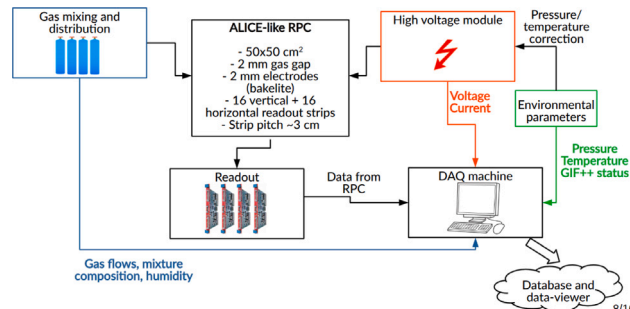 Gas mixing and
distribution
ALICE-like RPC
- 50x50 cm²
- 2 mm gas gap
- 2 mm electrodes
(bakelite)
- 16 vertical + 16
horizontal readout strips
- Strip pitch ~3 cm
High voltage module
Pressure/
temperature
correction
Voltage
Current
Environmental
parameters
Pressure
Temperature
GIF++ status
Readout
Data from
RPC
DAQ machine
Gas flows, mixture
composition, humidity
Database and
data-viewer